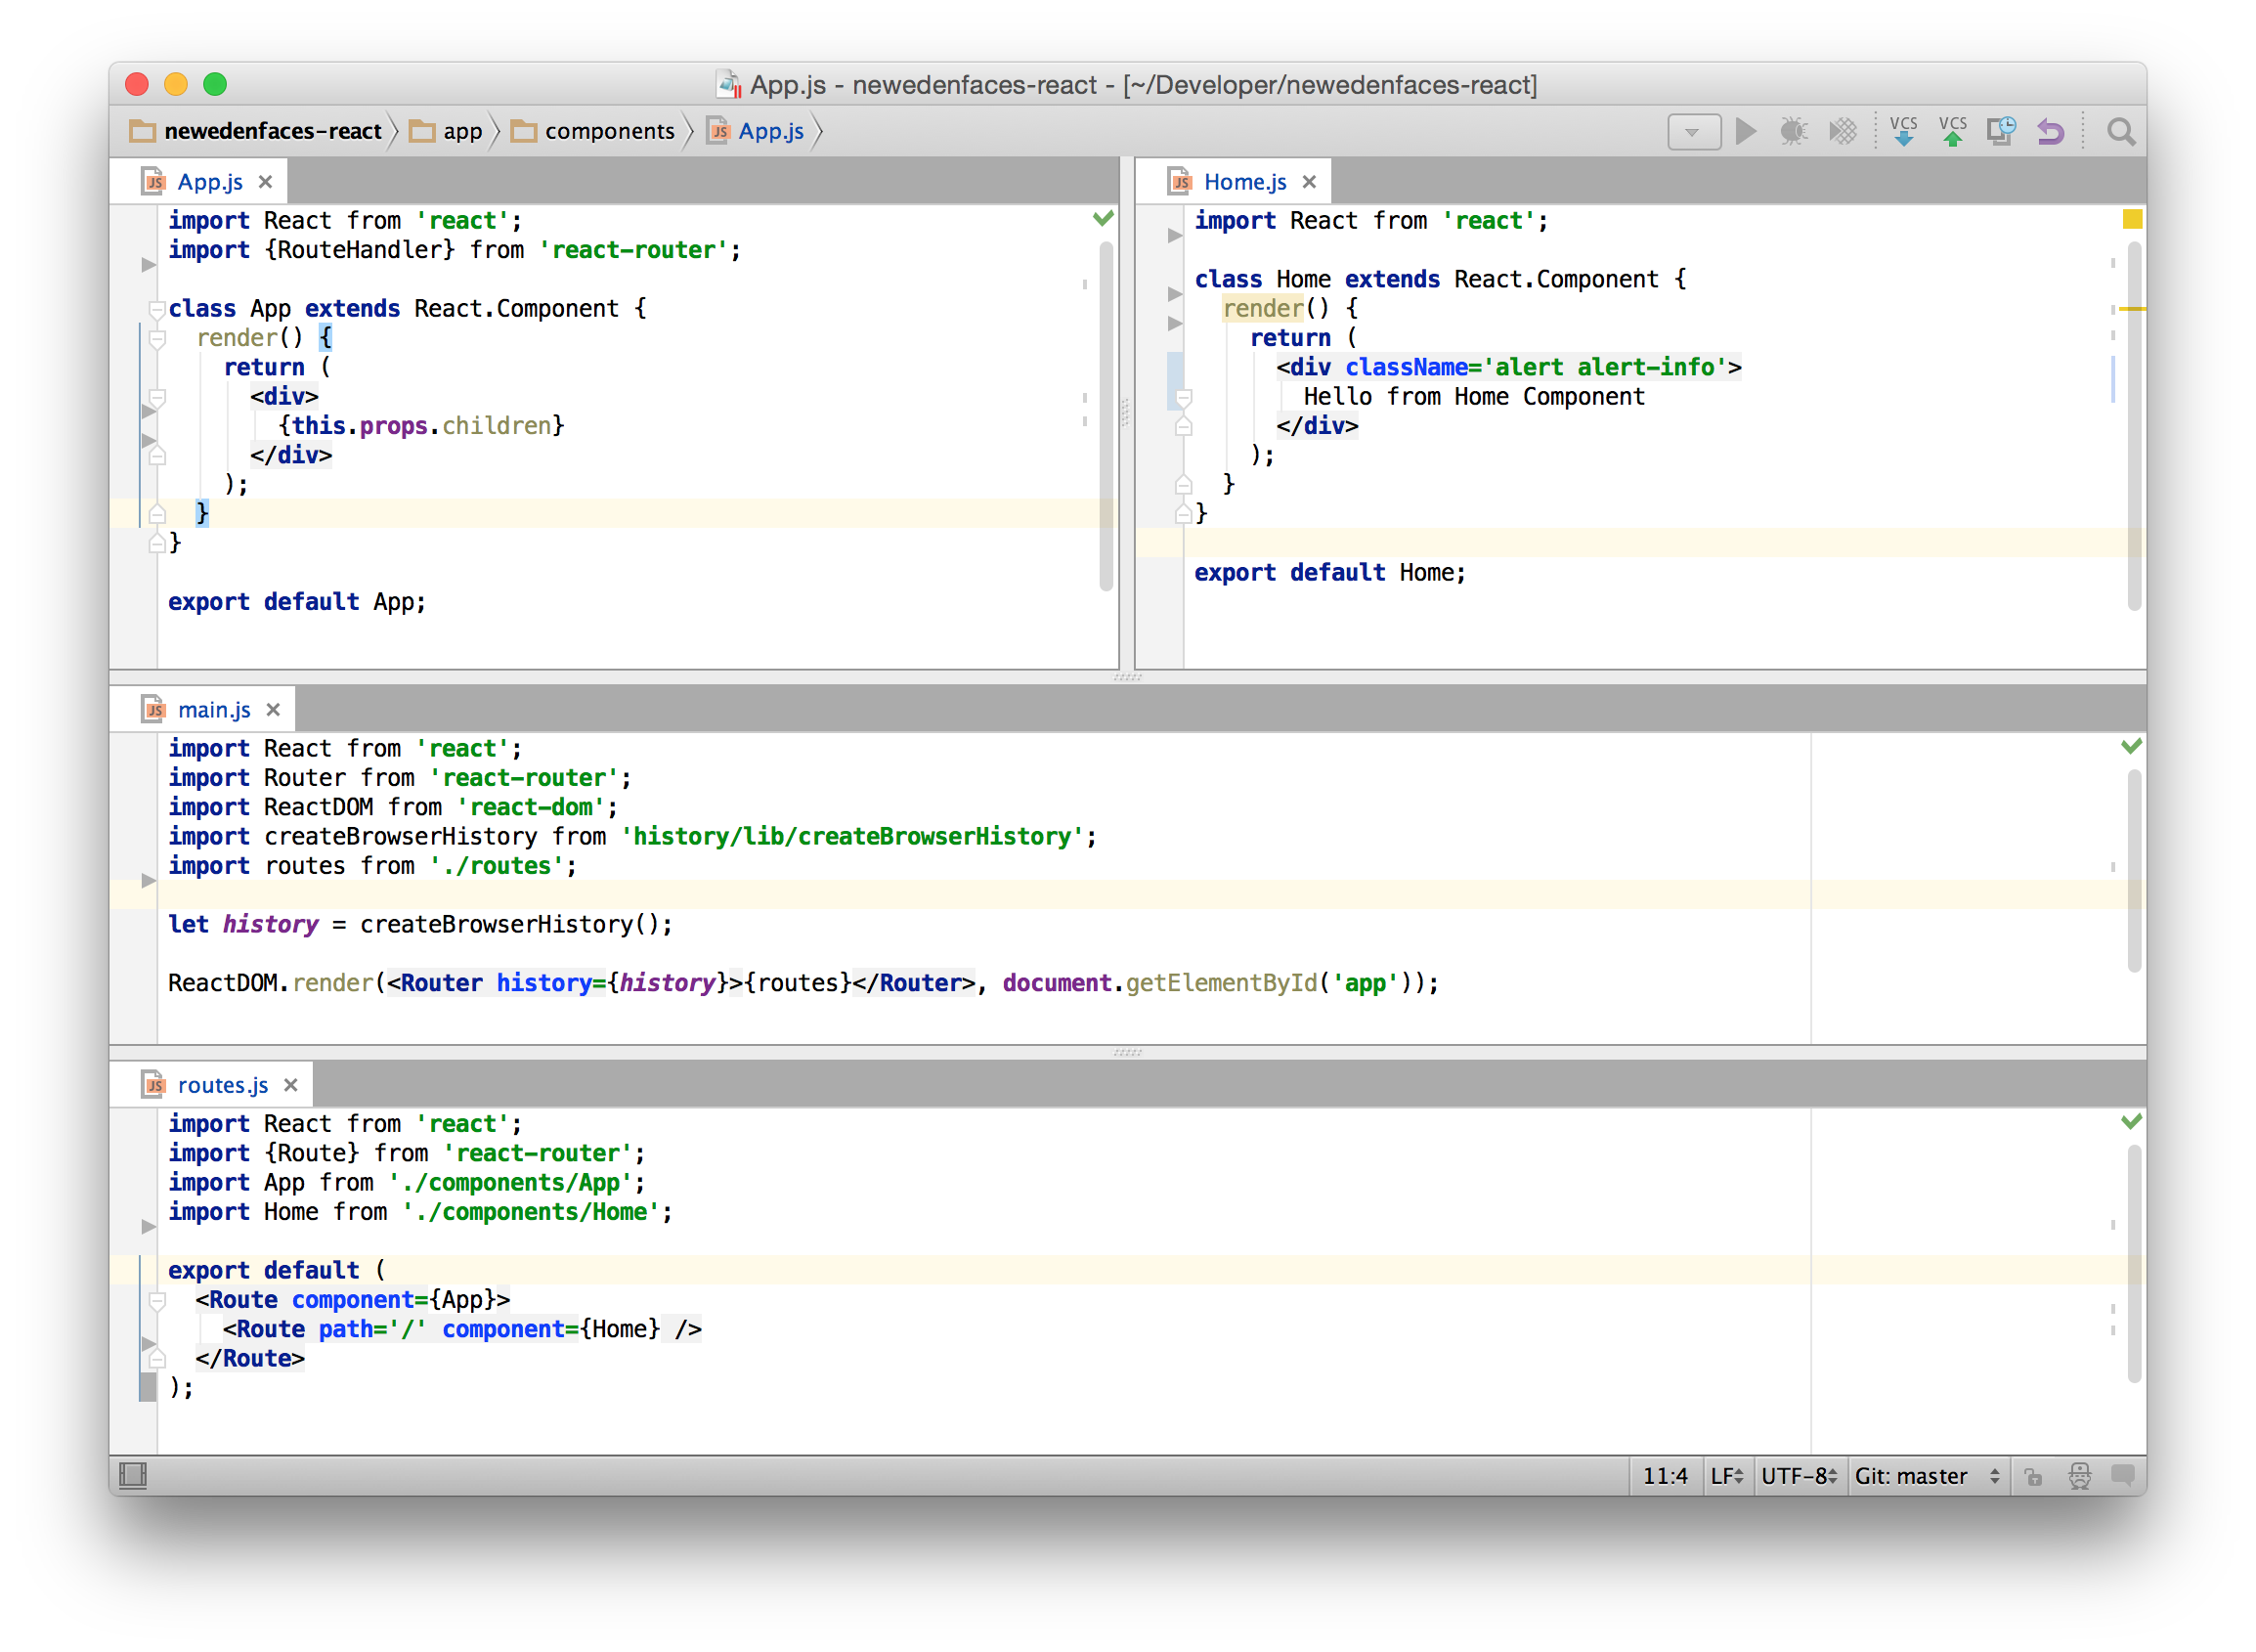 App.js - newedenfaces-react - [~/Developer/newedenfaces-react]
newedenfaces-react app components App.js
VCS VCS
App.js
import React from 'react';
import {RouteHandler} from 'react-router';

class App extends React.Component {
  render() {
    return (
      <div>
        {this.props.children}
      </div>
    );
  }
}

export default App;
Home.js
import React from 'react';

class Home extends React.Component {
  render() {
    return (
      <div className='alert alert-info'>
        Hello from Home Component
      </div>
    );
  }
}

export default Home;
main.js
import React from 'react';
import Router from 'react-router';
import ReactDOM from 'react-dom';
import createBrowserHistory from 'history/lib/createBrowserHistory';
import routes from './routes';

let history = createBrowserHistory();

ReactDOM.render(<Router history={history}>{routes}</Router>, document.getElementById('app'));
routes.js
import React from 'react';
import {Route} from 'react-router';
import App from './components/App';
import Home from './components/Home';

export default (
  <Route component={App}>
    <Route path='/' component={Home} />
  </Route>
);
11:4 LF UTF-8 Git: master